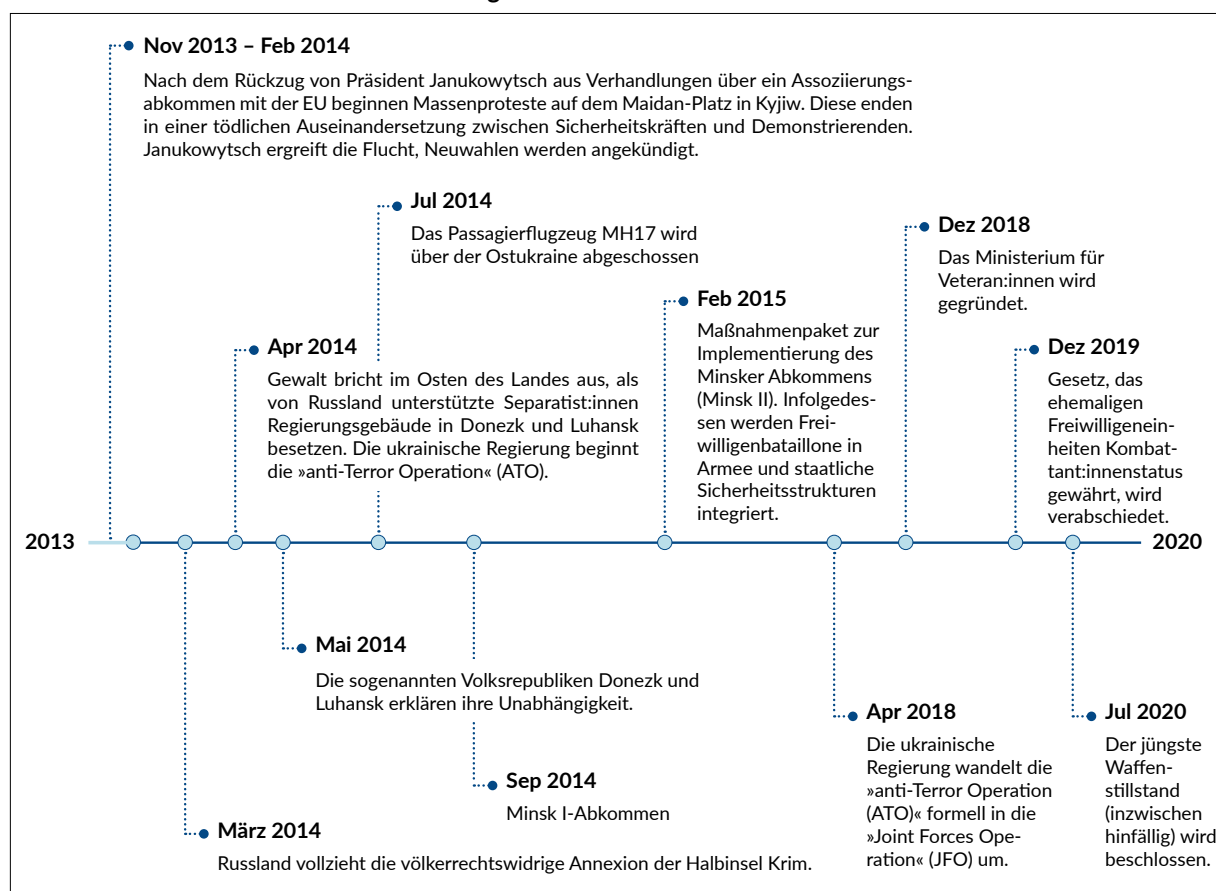 Nov 2013 – Feb 2014
Nach dem Rückzug von Präsident Janukowytsch aus Verhandlungen über ein Assoziierungs-
abkommen mit der EU beginnen Massenproteste auf dem Maidan-Platz in Kyjiw. Diese enden
in einer tödlichen Auseinandersetzung zwischen Sicherheitskräften und Demonstrierenden.
Janukowytsch ergreift die Flucht, Neuwahlen werden angekündigt.
Jul 2014
Das Passagierflugzeug MH17 wird
über der Ostukraine abgeschossen
Dez 2018
Das Ministerium für
Veteran:innen wird
gegründet.
Feb 2015
Maßnahmenpaket zur
Implementierung des
Minsker Abkommens
(Minsk II). Infolgedes-
sen werden Frei-
willigenbataillone in
Armee und staatliche
Sicherheitsstrukturen
integriert.
Apr 2014
Gewalt bricht im Osten des Landes aus, als
von Russland unterstützte Separatist:innen
Regierungsgebäude in Donezk und Luhansk
besetzen. Die ukrainische Regierung beginnt
die »anti-Terror Operation« (ATO).
Dez 2019
Gesetz, das
ehemaligen
Freiwilligenein-
heiten Kombat-
tant:innenstatus
gewährt, wird
verabschiedet.
2013
2020
Mai 2014
Die sogenannten Volksrepubliken Donezk und
Luhansk erklären ihre Unabhängigkeit.
Apr 2018
Die ukrainische
Regierung wandelt die
»anti-Terror Operation
(ATO)« formell in die
»Joint Forces Ope-
ration« (JFO) um.
Jul 2020
Der jüngste
Waffen-
stillstand
(inzwischen
hinfällig) wird
beschlossen.
Sep 2014
Minsk I-Abkommen
März 2014
Russland vollzieht die völkerrechtswidrige Annexion der Halbinsel Krim.